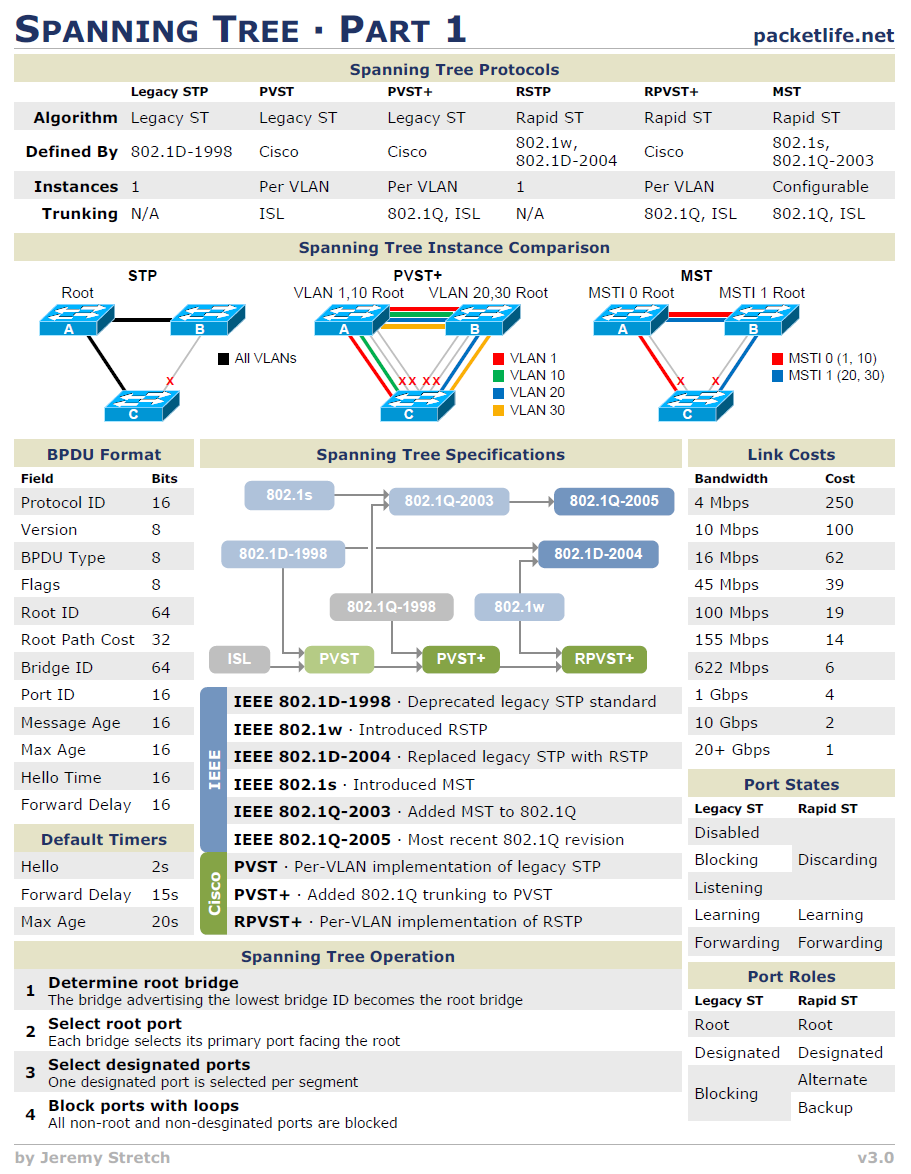 SPANNING TREE · PART 1
packetlife.net
Spanning Tree Protocols
Legacy STP PVST PVST+ RSTP RPVST+ MST
Algorithm Legacy ST Legacy ST Legacy ST Rapid ST Rapid ST Rapid ST
Defined By 802.1D-1998 Cisco Cisco 802.1w, 802.1D-2004 Cisco 802.1s, 802.1Q-2003
Instances 1 Per VLAN Per VLAN 1 Per VLAN Configurable
Trunking N/A ISL 802.1Q, ISL N/A 802.1Q, ISL 802.1Q, ISL
Spanning Tree Instance Comparison
STP
Root
A
B
X
C
All VLANs
PVST+
VLAN 1,10 Root VLAN 20,30 Root
A
B
X X X X
C
VLAN 1
VLAN 10
VLAN 20
VLAN 30
MST
MSTI 0 Root MSTI 1 Root
A
B
X X
C
MSTI 0 (1, 10)
MSTI 1 (20, 30)
BPDU Format
Field Bits
Protocol ID 16
Version 8
BPDU Type 8
Flags 8
Root ID 64
Root Path Cost 32
Bridge ID 64
Port ID 16
Message Age 16
Max Age 16
Hello Time 16
Forward Delay 16
Default Timers
Hello 2s
Forward Delay 15s
Max Age 20s
Spanning Tree Specifications
802.1s
802.1Q-2003
802.1Q-2005
802.1D-1998
802.1D-2004
802.1Q-1998
802.1w
ISL
PVST
PVST+
RPVST+
IEEE
IEEE 802.1D-1998 · Deprecated legacy STP standard
IEEE 802.1w · Introduced RSTP
IEEE 802.1D-2004 · Replaced legacy STP with RSTP
IEEE 802.1s · Introduced MST
IEEE 802.1Q-2003 · Added MST to 802.1Q
IEEE 802.1Q-2005 · Most recent 802.1Q revision
Cisco
PVST · Per-VLAN implementation of legacy STP
PVST+ · Added 802.1Q trunking to PVST
RPVST+ · Per-VLAN implementation of RSTP
Link Costs
Bandwidth Cost
4 Mbps 250
10 Mbps 100
16 Mbps 62
45 Mbps 39
100 Mbps 19
155 Mbps 14
622 Mbps 6
1 Gbps 4
10 Gbps 2
20+ Gbps 1
Port States
Legacy ST Rapid ST
Disabled
Blocking Discarding
Listening
Learning Learning
Forwarding Forwarding
Port Roles
Legacy ST Rapid ST
Root Root
Designated Designated
Blocking Alternate
Backup
Spanning Tree Operation
1 Determine root bridge
The bridge advertising the lowest bridge ID becomes the root bridge
2 Select root port
Each bridge selects its primary port facing the root
3 Select designated ports
One designated port is selected per segment
4 Block ports with loops
All non-root and non-desginated ports are blocked
by Jeremy Stretch
v3.0